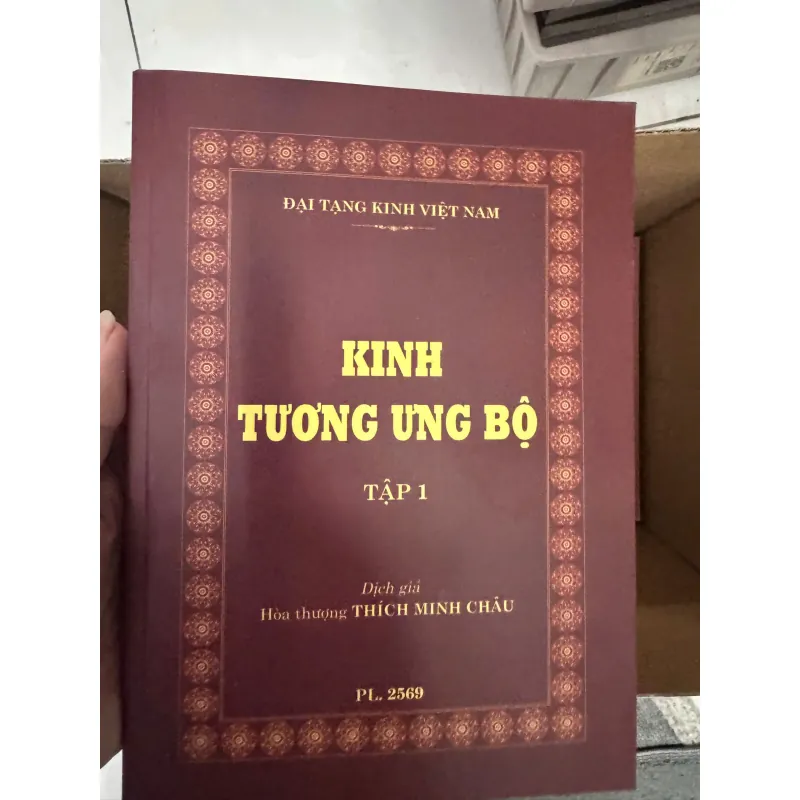 ĐẠI TẠNG KINH VIỆT NAM
KINH
TƯƠNG ƯNG BỘ
TẬP 1
Dịch giả
Hòa thượng THÍCH MINH CHÂU
PL. 2569